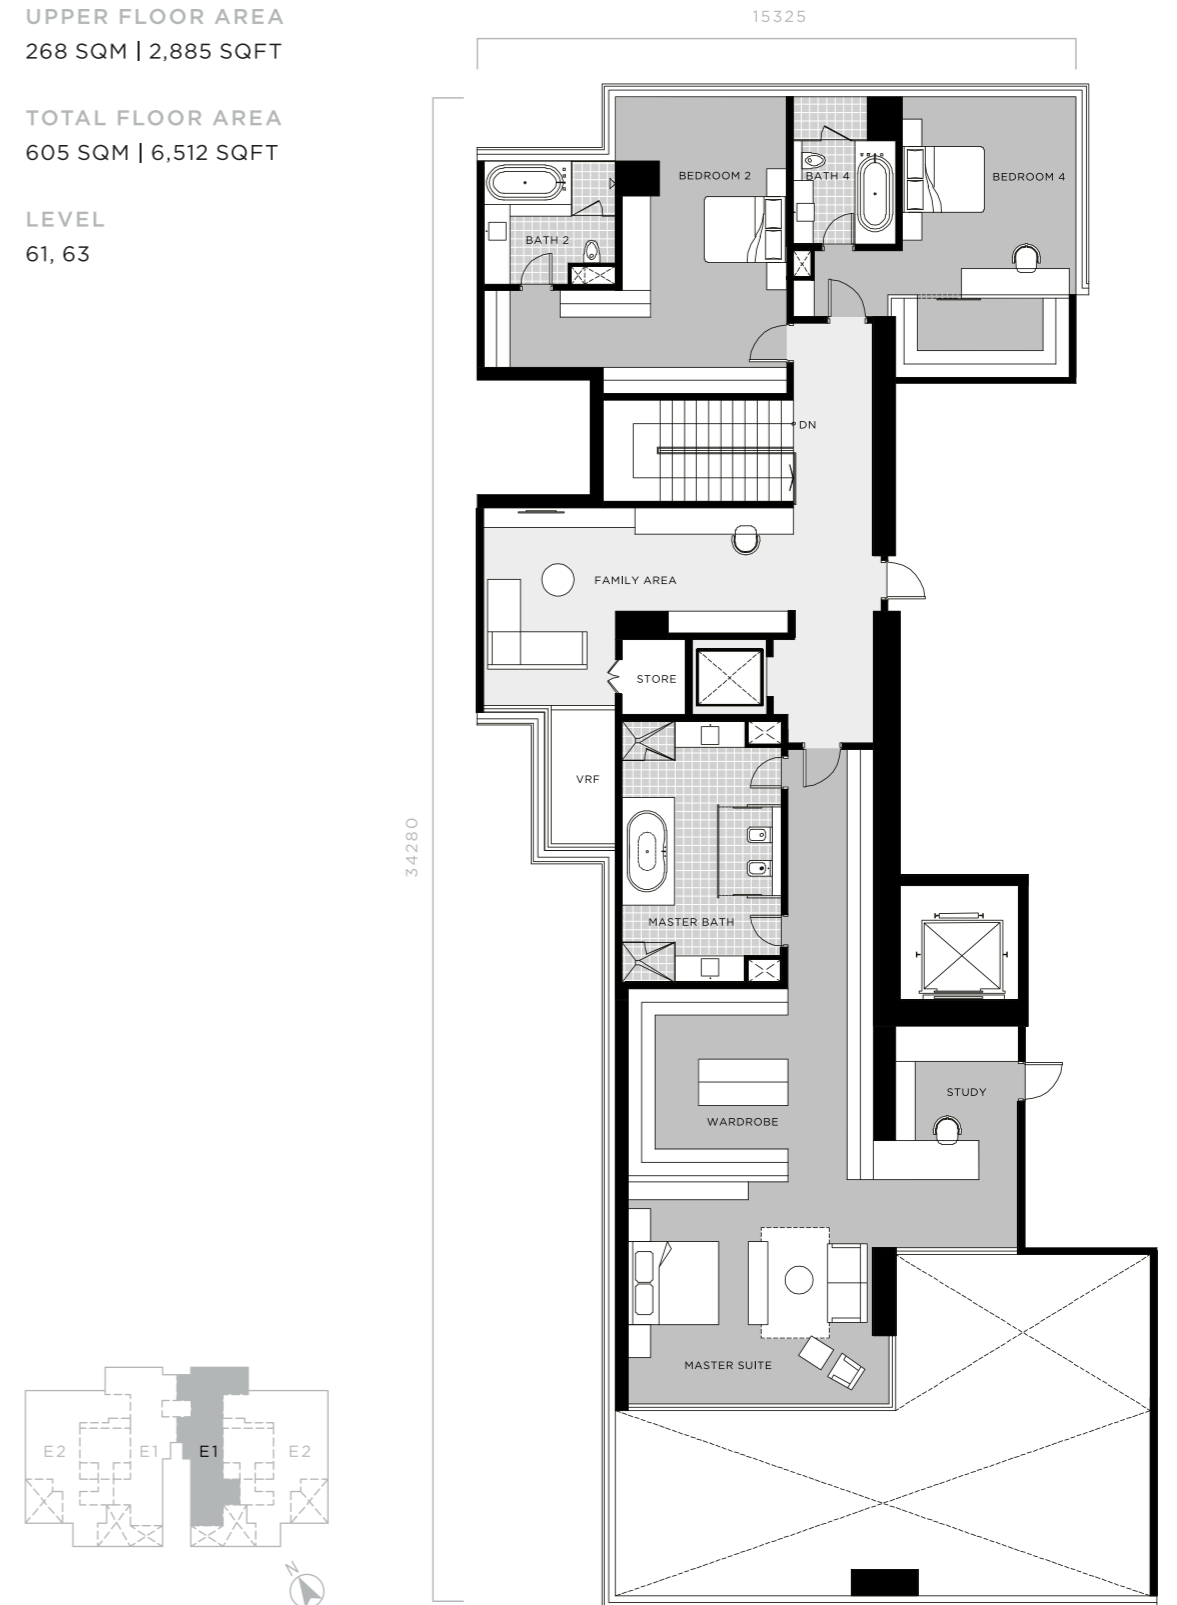 UPPER FLOOR AREA
268 SQM | 2,885 SQFT
TOTAL FLOOR AREA
605 SQM | 6,512 SQFT
LEVEL
61, 63
15325
34280
BEDROOM 2
BATH 4
BEDROOM 4
BATH 2
DN
FAMILY AREA
STORE
VRF
MASTER BATH
STUDY
WARDROBE
MASTER SUITE
E2
E1
E1
E2
N